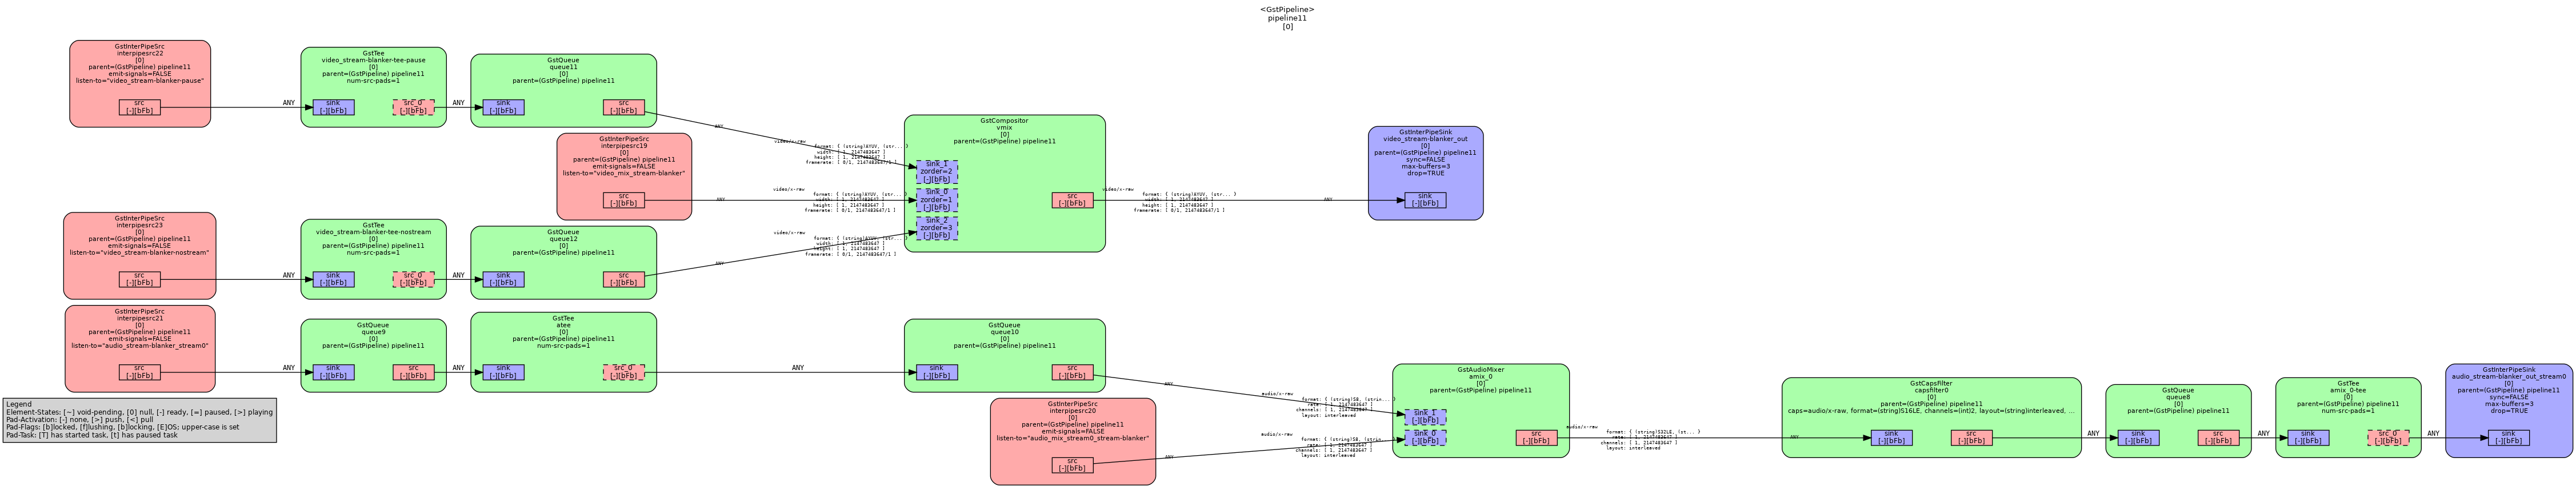 <GstPipeline>
pipeline11
[0]
GstInterPipeSrc
interpipesrc22
[0]
parent=(GstPipeline) pipeline11
emit-signals=FALSE
listen-to="video_stream-blanker-pause"
src
[-][bFb]
ANY
GstTee
video_stream-blanker-tee-pause
[0]
parent=(GstPipeline) pipeline11
num-src-pads=1
sink
[-][bFb]
src_0
[-][bFb]
ANY
GstQueue
queue11
[0]
parent=(GstPipeline) pipeline11
sink
[-][bFb]
src
[-][bFb]
ANY
video/x-raw
format: { (string)AYUV, (str... }
width: [ 1, 2147483647 ]
height: [ 1, 2147483647 ]
framerate: [ 0/1, 2147483647/1 ]
GstInterPipeSrc
interpipesrc19
[0]
parent=(GstPipeline) pipeline11
emit-signals=FALSE
listen-to="video_mix_stream-blanker"
src
[-][bFb]
ANY
video/x-raw
format: { (string)AYUV, (str... }
width: [ 1, 2147483647 ]
height: [ 1, 2147483647 ]
framerate: [ 0/1, 2147483647/1 ]
GstCompositor
vmix
[0]
parent=(GstPipeline) pipeline11
sink_1
zorder=2
[-][bFb]
sink_0
zorder=1
[-][bFb]
sink_2
zorder=3
[-][bFb]
src
[-][bFb]
video/x-raw
format: { (string)AYUV, (str... }
width: [ 1, 2147483647 ]
height: [ 1, 2147483647 ]
framerate: [ 0/1, 2147483647/1 ]
ANY
GstInterPipeSink
video_stream-blanker_out
[0]
parent=(GstPipeline) pipeline11
sync=FALSE
max-buffers=3
drop=TRUE
sink
[-][bFb]
GstInterPipeSrc
interpipesrc23
[0]
parent=(GstPipeline) pipeline11
emit-signals=FALSE
listen-to="video_stream-blanker-nostream"
src
[-][bFb]
ANY
GstTee
video_stream-blanker-tee-nostream
[0]
parent=(GstPipeline) pipeline11
num-src-pads=1
sink
[-][bFb]
src_0
[-][bFb]
ANY
GstQueue
queue12
[0]
parent=(GstPipeline) pipeline11
sink
[-][bFb]
src
[-][bFb]
ANY
video/x-raw
format: { (string)AYUV, (str... }
width: [ 1, 2147483647 ]
height: [ 1, 2147483647 ]
framerate: [ 0/1, 2147483647/1 ]
GstInterPipeSrc
interpipesrc21
[0]
parent=(GstPipeline) pipeline11
emit-signals=FALSE
listen-to="audio_stream-blanker_stream0"
src
[-][bFb]
ANY
GstQueue
queue9
[0]
parent=(GstPipeline) pipeline11
sink
[-][bFb]
src
[-][bFb]
ANY
GstTee
atee
[0]
parent=(GstPipeline) pipeline11
num-src-pads=1
sink
[-][bFb]
src_0
[-][bFb]
ANY
GstQueue
queue10
[0]
parent=(GstPipeline) pipeline11
sink
[-][bFb]
src
[-][bFb]
ANY
audio/x-raw
format: { (string)S8, (strin... }
rate: [ 1, 2147483647 ]
channels: [ 1, 2147483647 ]
layout: interleaved
GstInterPipeSrc
interpipesrc20
[0]
parent=(GstPipeline) pipeline11
emit-signals=FALSE
listen-to="audio_mix_stream0_stream-blanker"
src
[-][bFb]
ANY
audio/x-raw
format: { (string)S8, (strin... }
rate: [ 1, 2147483647 ]
channels: [ 1, 2147483647 ]
layout: interleaved
GstAudioMixer
amix_0
[0]
parent=(GstPipeline) pipeline11
sink_1
[-][bFb]
sink_0
[-][bFb]
src
[-][bFb]
audio/x-raw
format: { (string)S32LE, (st... }
rate: [ 1, 2147483647 ]
channels: [ 1, 2147483647 ]
layout: interleaved
ANY
GstCapsFilter
capsfilter0
[0]
parent=(GstPipeline) pipeline11
caps=audio/x-raw, format=(string)S16LE, channels=(int)2, layout=(string)interleaved, ...
sink
[-][bFb]
src
[-][bFb]
ANY
GstQueue
queue8
[0]
parent=(GstPipeline) pipeline11
sink
[-][bFb]
src
[-][bFb]
ANY
GstTee
amix_0-tee
[0]
parent=(GstPipeline) pipeline11
num-src-pads=1
sink
[-][bFb]
src_0
[-][bFb]
ANY
GstInterPipeSink
audio_stream-blanker_out_stream0
[0]
parent=(GstPipeline) pipeline11
sync=FALSE
max-buffers=3
drop=TRUE
sink
[-][bFb]
Legend
Element-States: [~] void-pending, [0] null, [-] ready, [=] paused, [>] playing
Pad-Activation: [-] none, [>] push, [<] pull
Pad-Flags: [b]locked, [f]lushing, [b]locking, [E]OS; upper-case is set
Pad-Task: [T] has started task, [t] has paused task